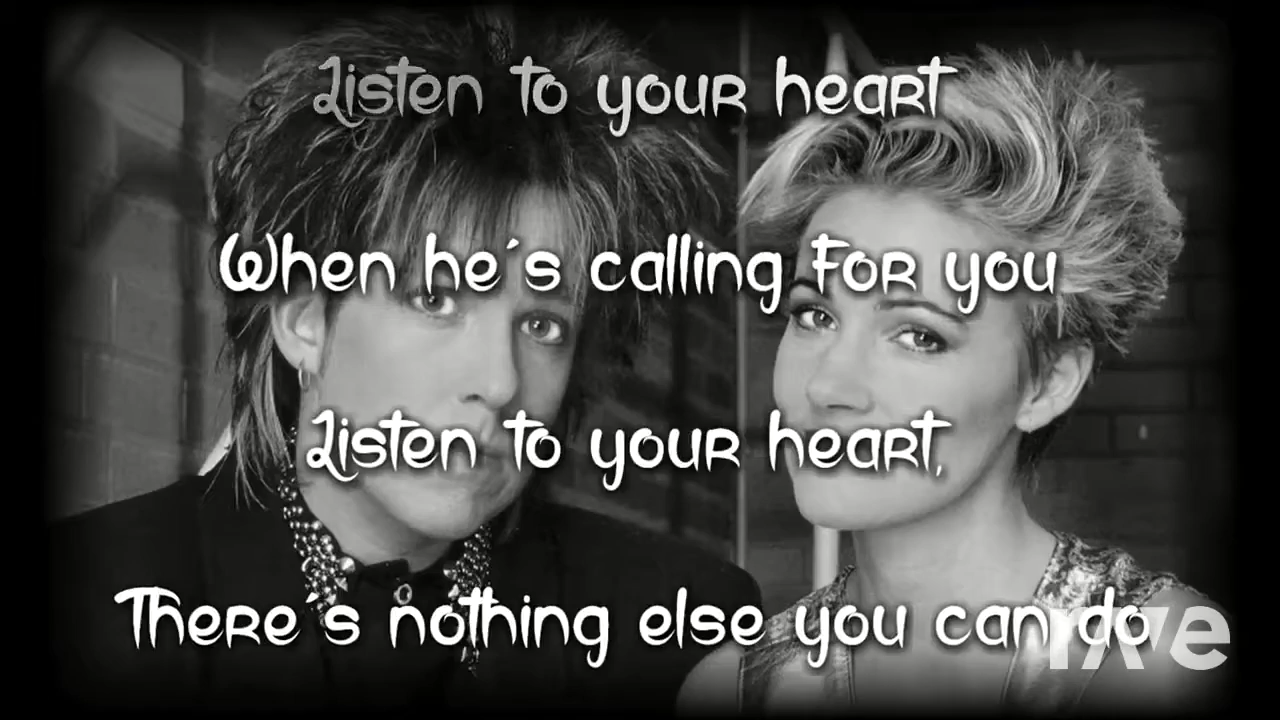 Listen to your heart
When he´s calling for you
Listen to your heart,
There´s nothing else you can do
rave